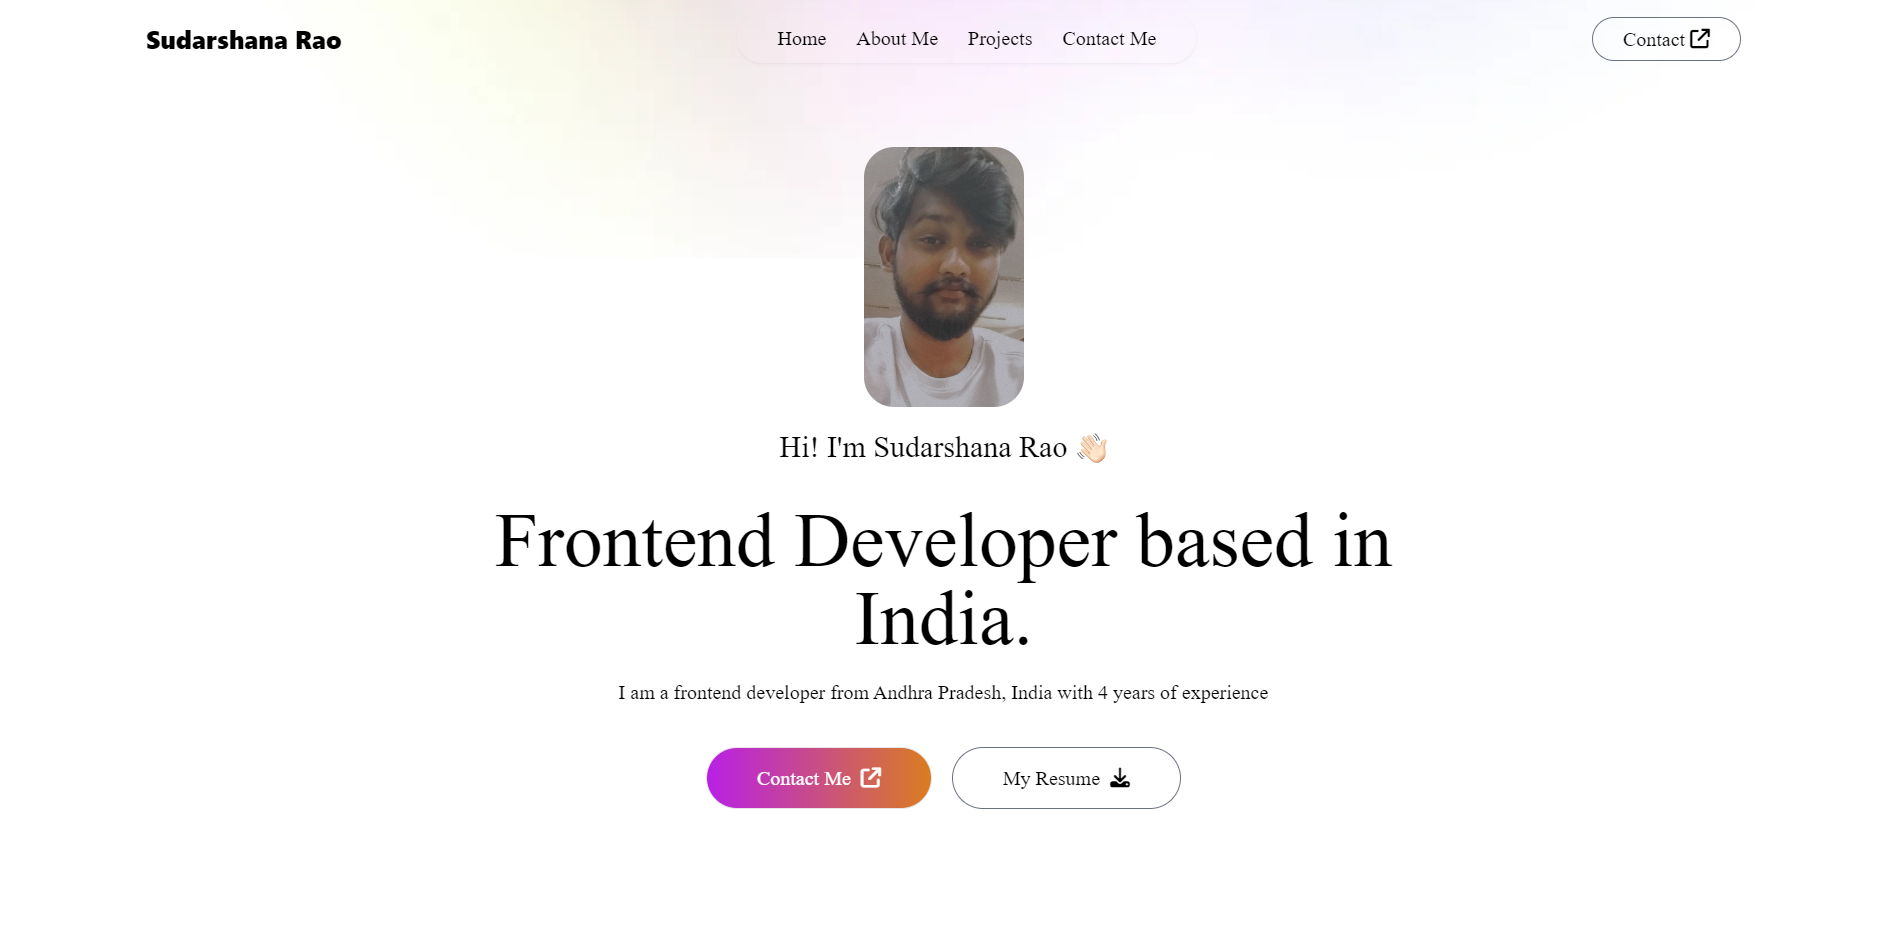 Sudarshana Rao
Home About Me Projects Contact Me
Contact
Hi! I'm Sudarshana Rao 👋🏻
Frontend Developer based in
India.
I am a frontend developer from Andhra Pradesh, India with 4 years of experience
Contact Me
My Resume